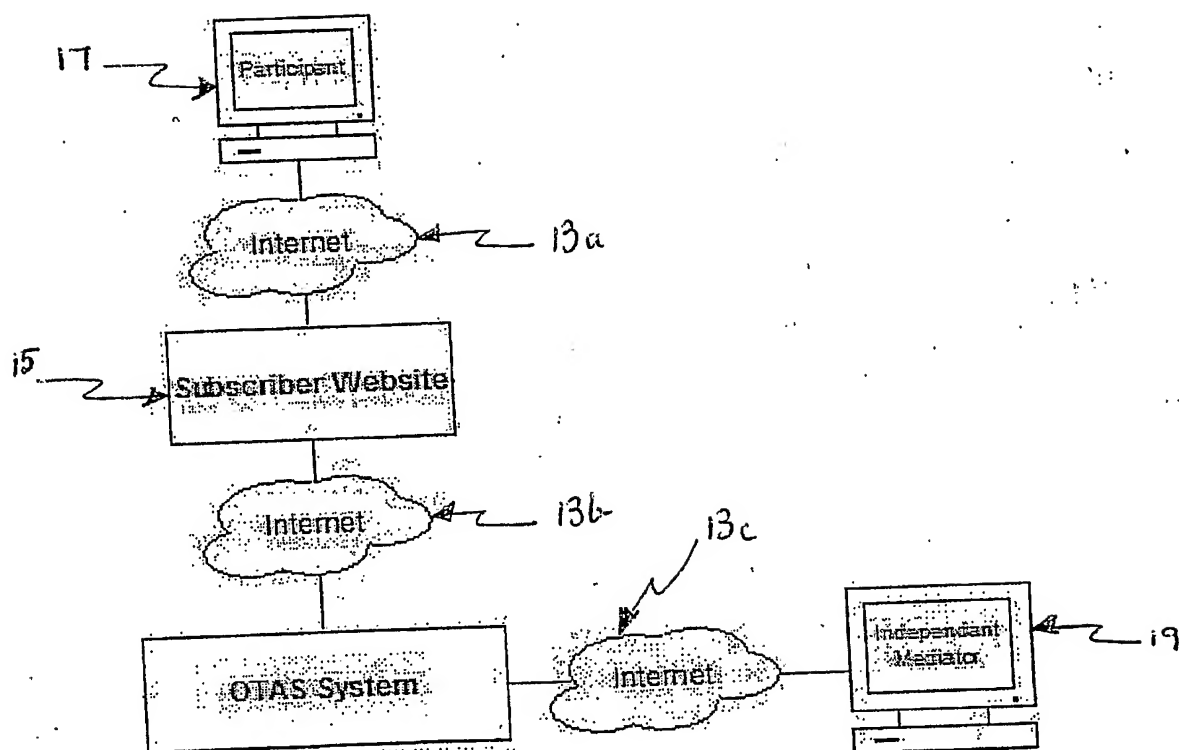 17
Participant
Internet
13a
15
Subscriber Website
Internet
13b
13c
OTAS System
Internet
Independant
Mediator
19